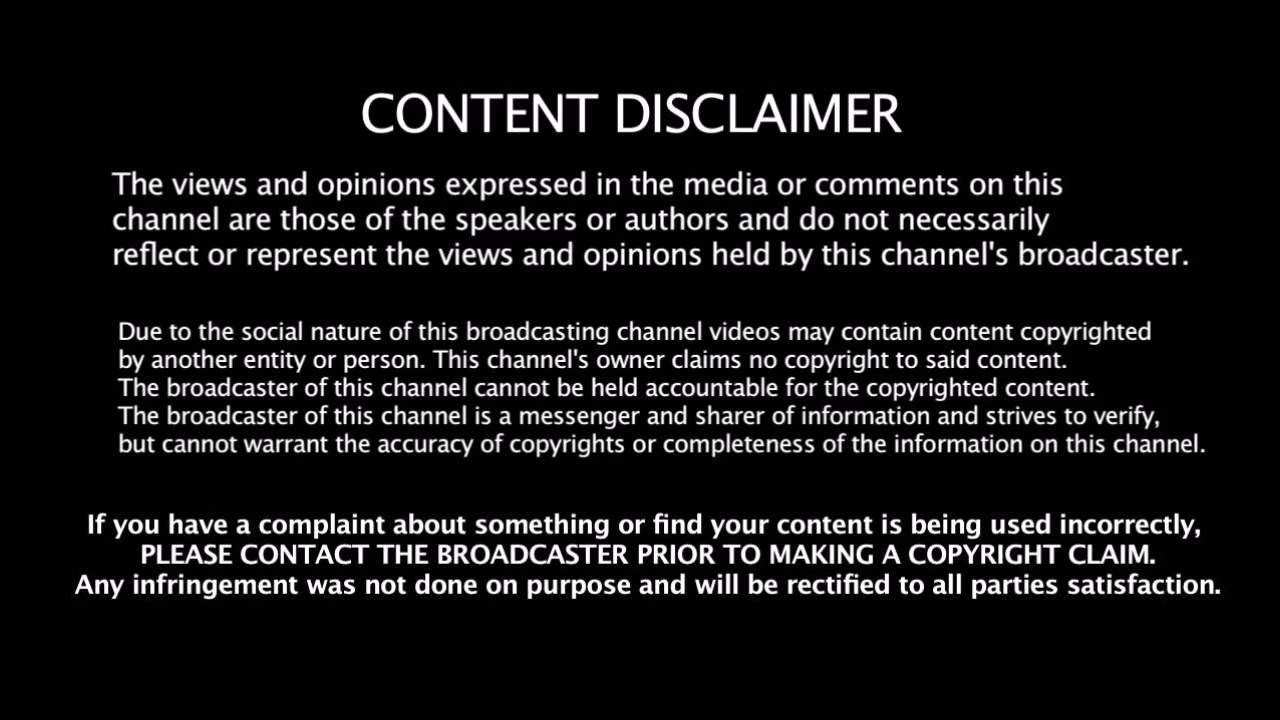 CONTENT DISCLAIMER
The views and opinions expressed in the media or comments on this
channel are those of the speakers or authors and do not necessarily
reflect or represent the views and opinions held by this channel's broadcaster.
Due to the social nature of this broadcasting channel videos may contain content copyrighted
by another entity or person. This channel's owner claims no copyright to said content.
The broadcaster of this channel cannot be held accountable for the copyrighted content.
The broadcaster of this channel is a messenger and sharer of information and strives to verify,
but cannot warrant the accuracy of copyrights or completeness of the information on this channel.
If you have a complaint about something or find your content is being used incorrectly,
PLEASE CONTACT THE BROADCASTER PRIOR TO MAKING A COPYRIGHT CLAIM.
Any infringement was not done on purpose and will be rectified to all parties satisfaction.